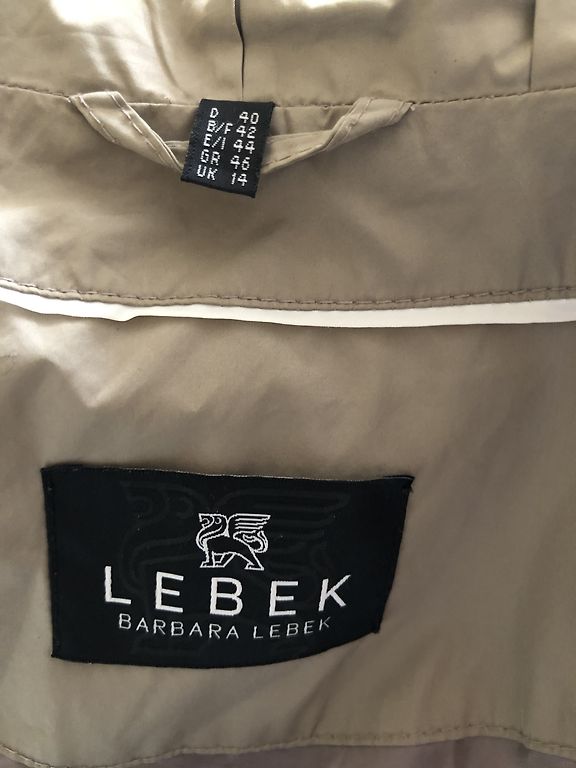 D 40
B/F 42
E/I 44
GR 46
UK 14
LEBEK
BARBARA LEBEK